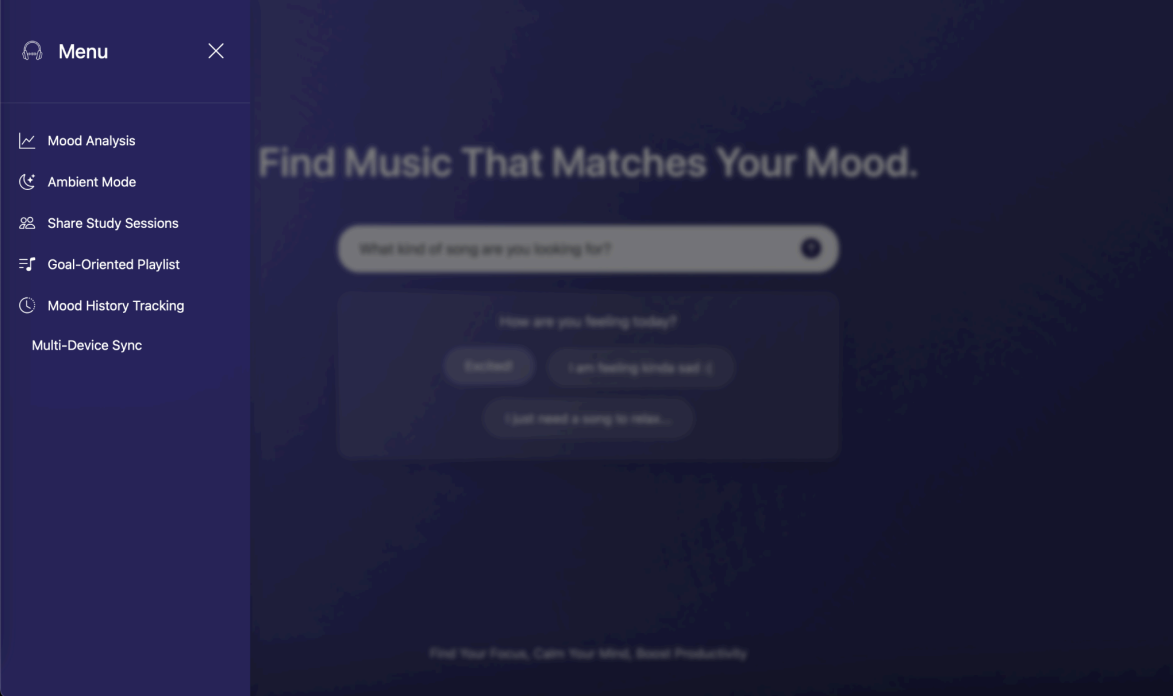 Menu
Mood Analysis
Ambient Mode
Share Study Sessions
Goal-Oriented Playlist
Mood History Tracking
Multi-Device Sync
Find Music That Matches Your Mood.
What kind of song are you looking for?
How are you feeling today?
Excited!
I am feeling kinda sad :(
I just need a song to relax...
Find Your Focus, Calm Your Mind, Boost Productivity